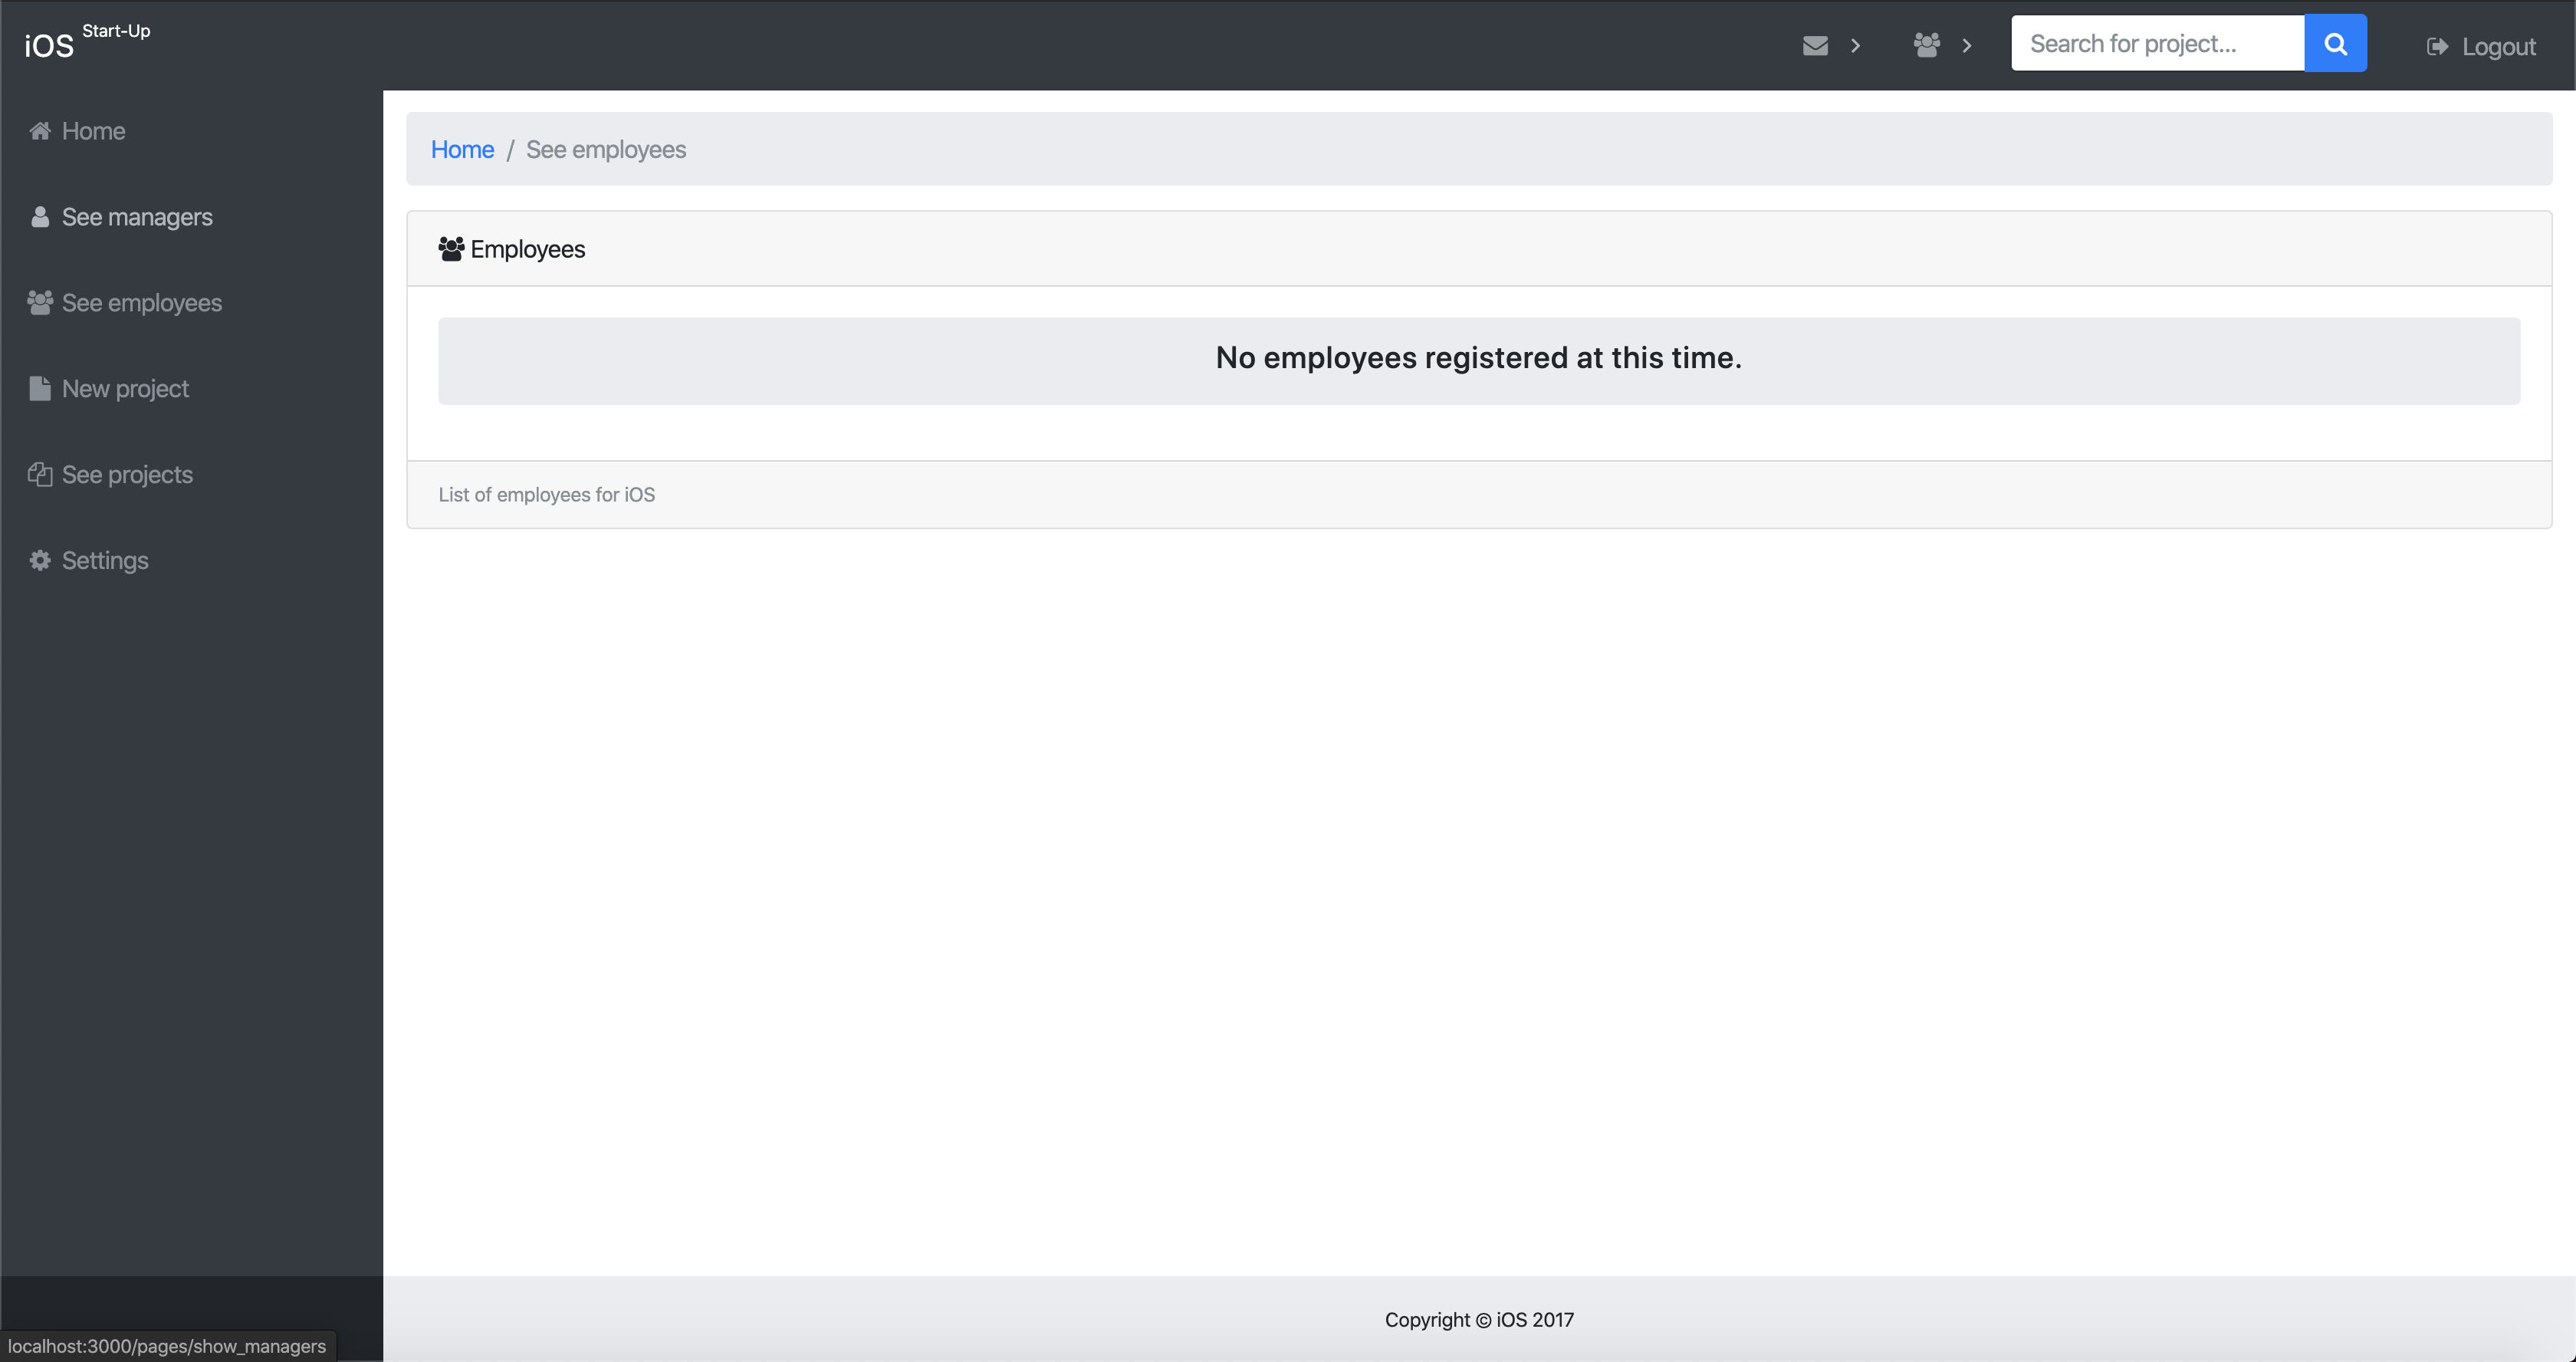 iOS Start-Up
Search for project...
Logout
Home
See managers
See employees
New project
See projects
Settings
Home / See employees
Employees
No employees registered at this time.
List of employees for iOS
Copyright © iOS 2017
localhost:3000/pages/show_managers